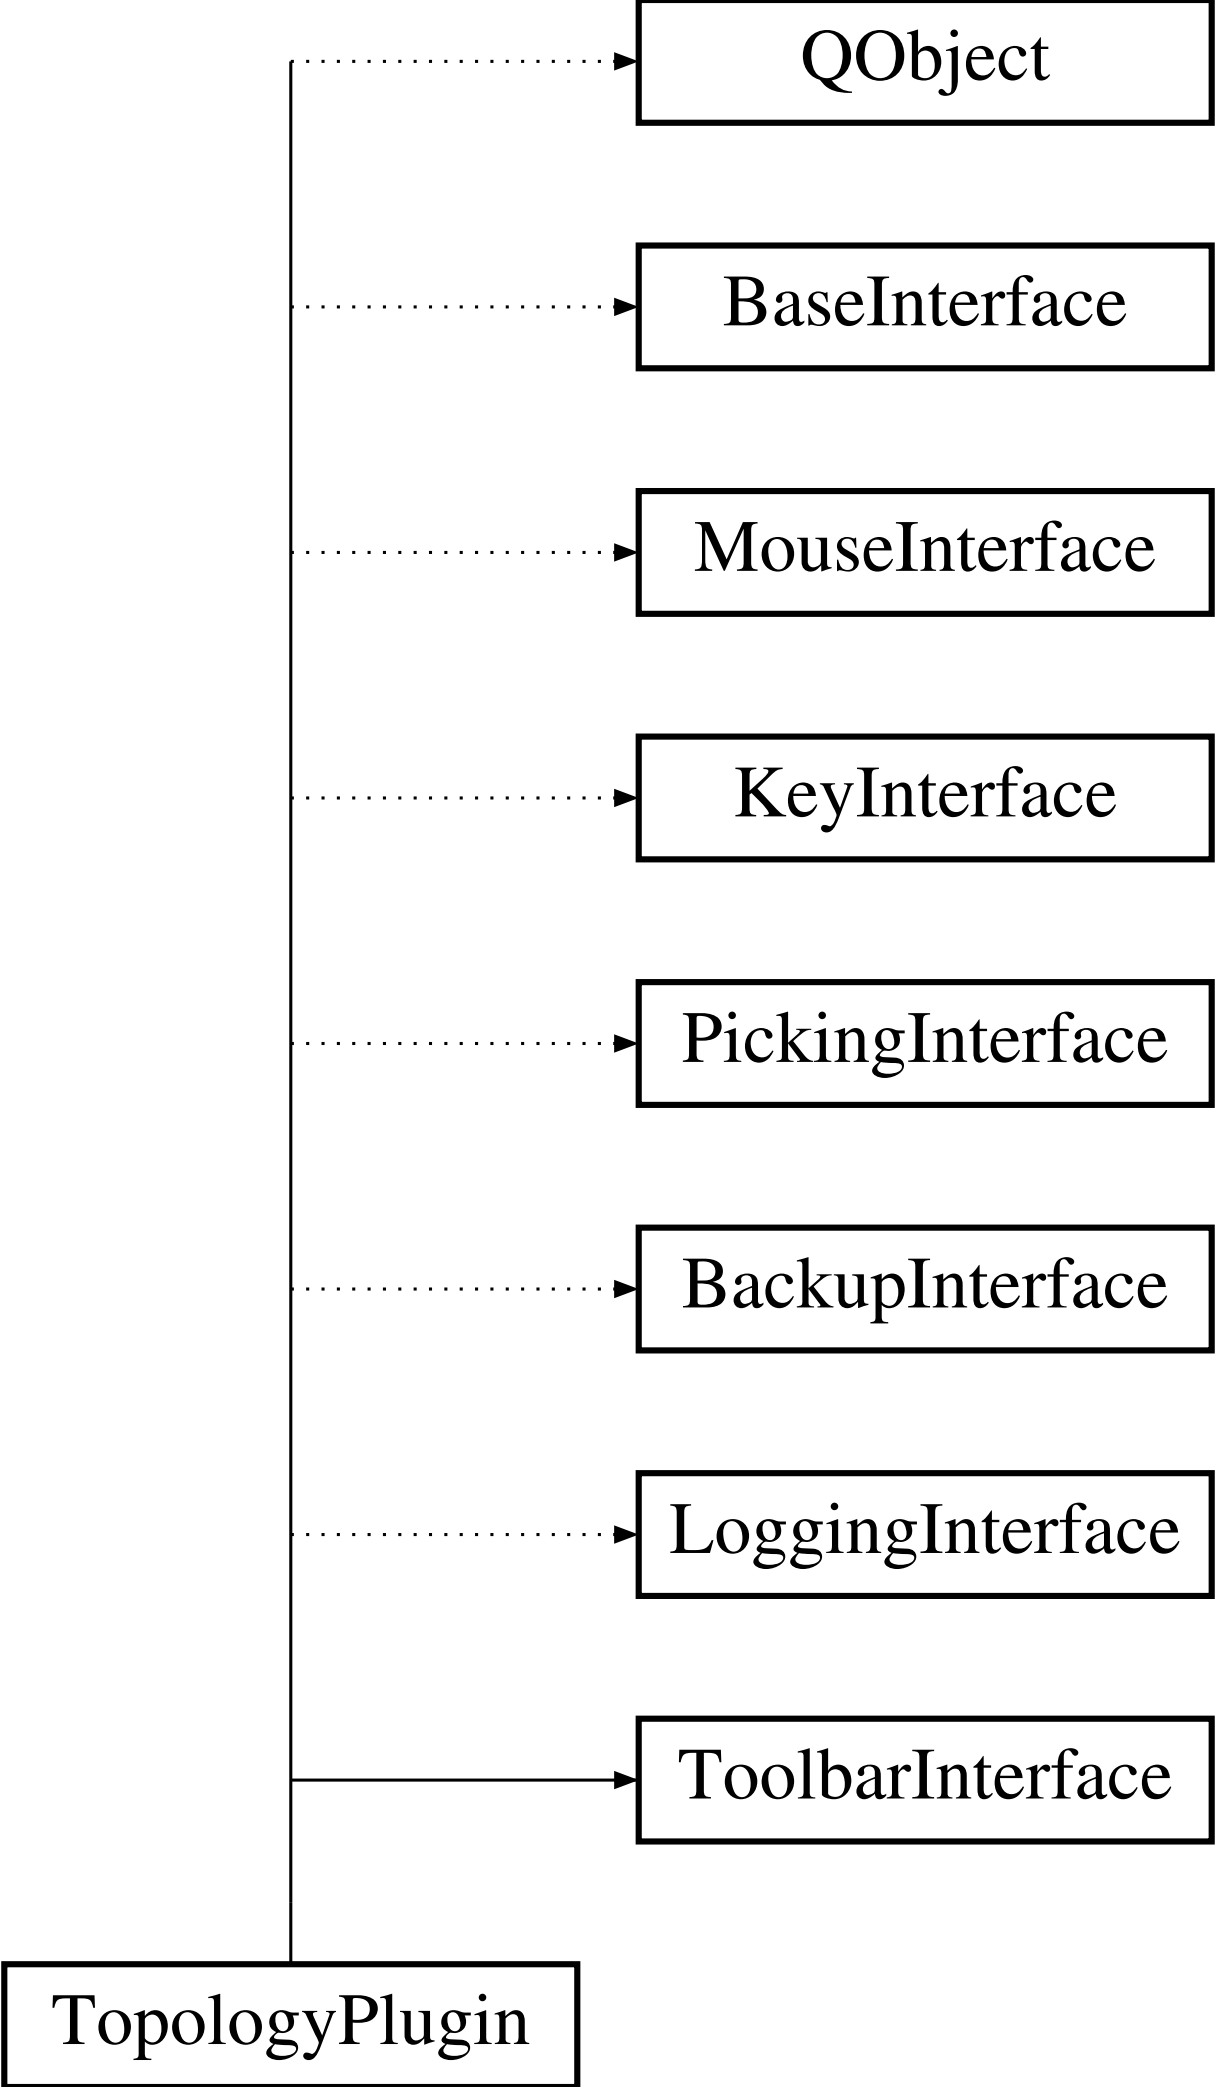 QObject
BaseInterface
MouseInterface
KeyInterface
PickingInterface
BackupInterface
LoggingInterface
ToolbarInterface
TopologyPlugin